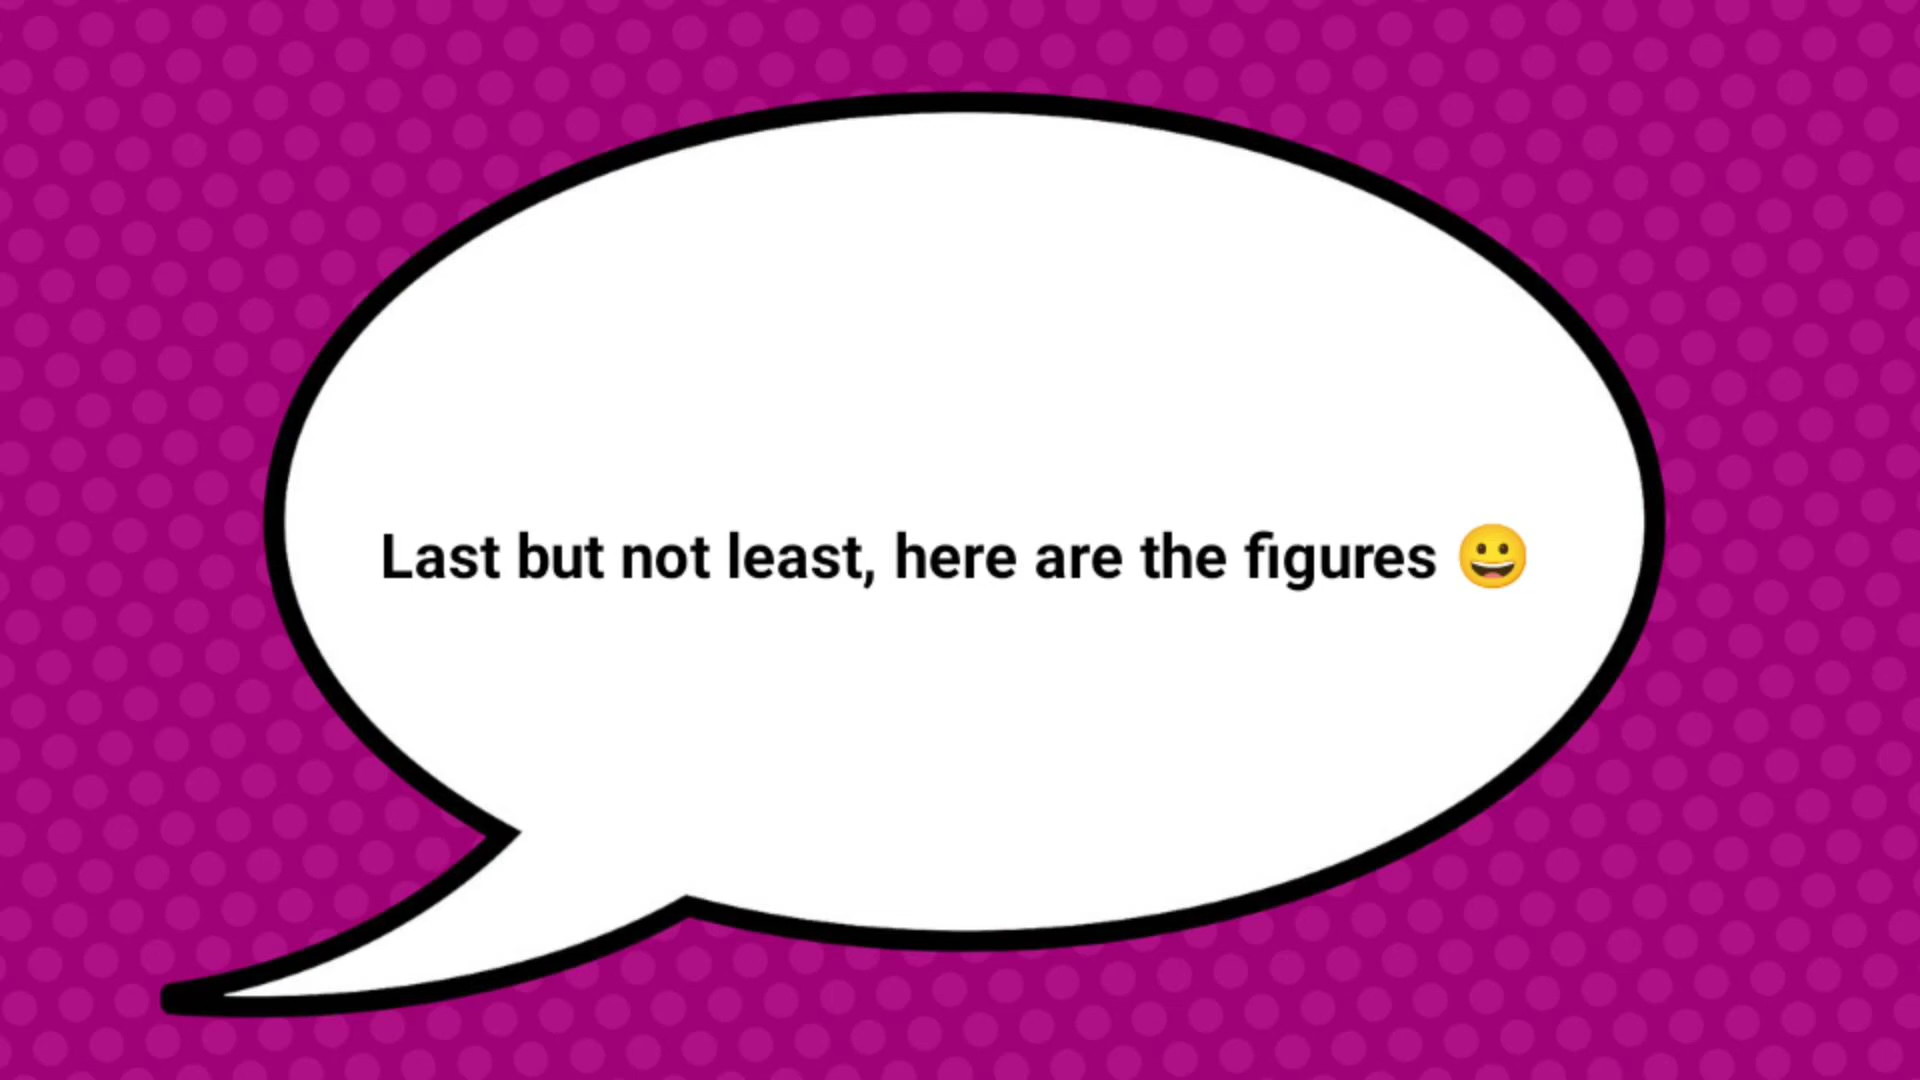 Last but not least, here are the figures 😀